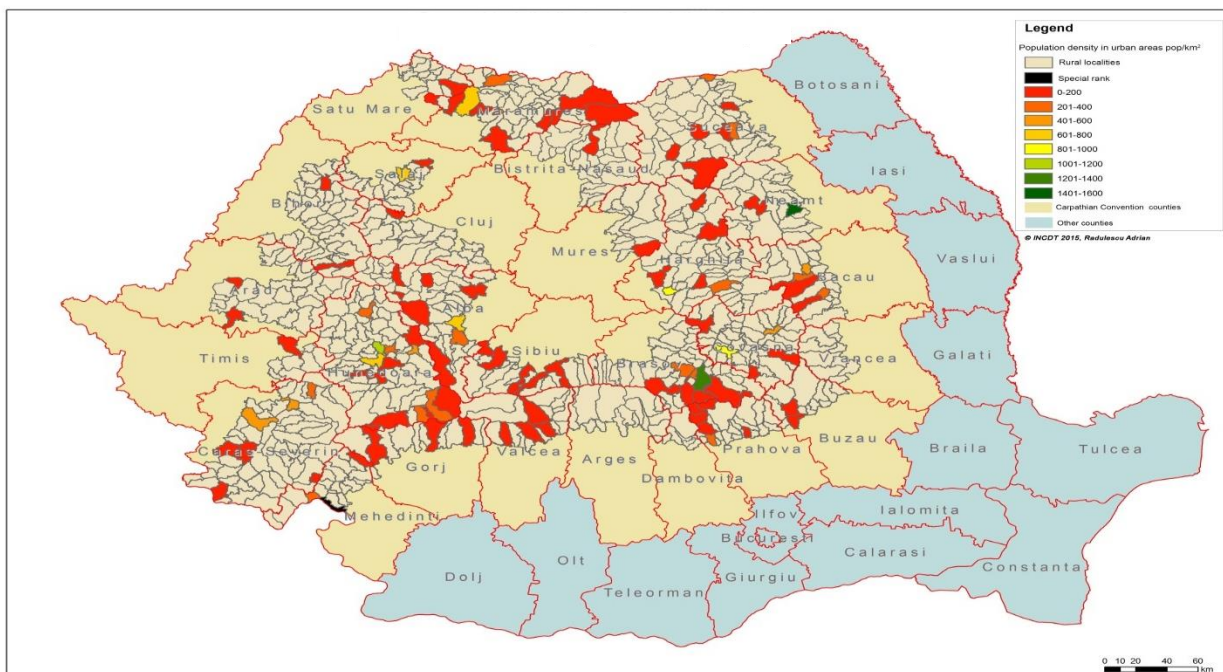 Legend
Population density in urban areas pop/km²
Rural localities
Special rank
0-200
201-400
401-600
601-800
801-1000
1001-1200
1201-1400
1401-1600
Carpathian Convention counties
Other counties
© INCDT 2015, Radulescu Adrian
Botosani
Satu Mare
Maramures
Suceava
Iasi
Bistrita-Nasaud
Salaj
Bihor
Neamt
Cluj
Mures
Harghita
Bacau
Vaslui
Arad
Alba
Timis
Sibiu
Covasna
Vrancea
Galati
Hunedoara
Brasov
Caras-Severin
Gorj
Valcea
Arges
Prahova
Buzau
Braila
Tulcea
Dambovita
Mehedinti
Ilfov
Ialomita
Bucuresti
Calarasi
Dolj
Olt
Teleorman
Giurgiu
Constanta
0 10 20 40 60
km